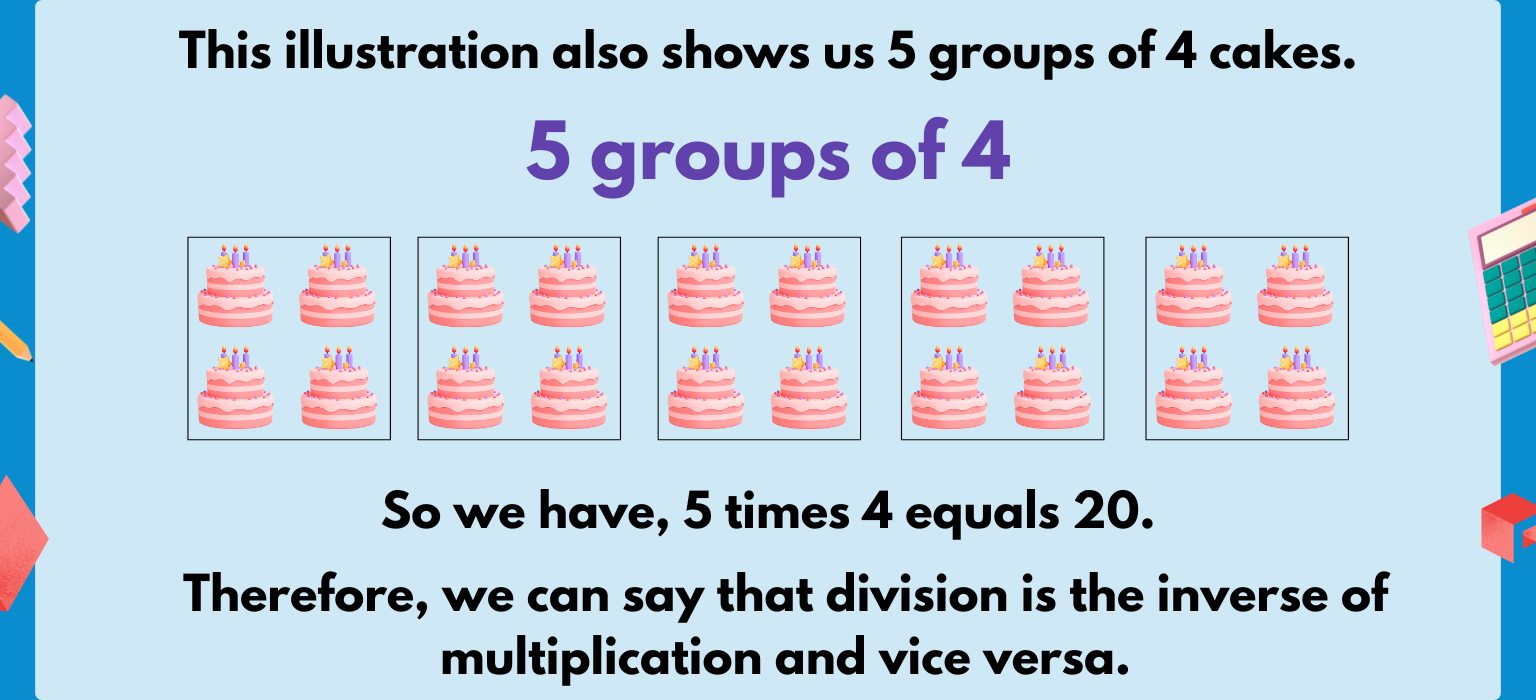 This illustration also shows us 5 groups of 4 cakes.
5 groups of 4
So we have, 5 times 4 equals 20.
Therefore, we can say that division is the inverse of
multiplication and vice versa.